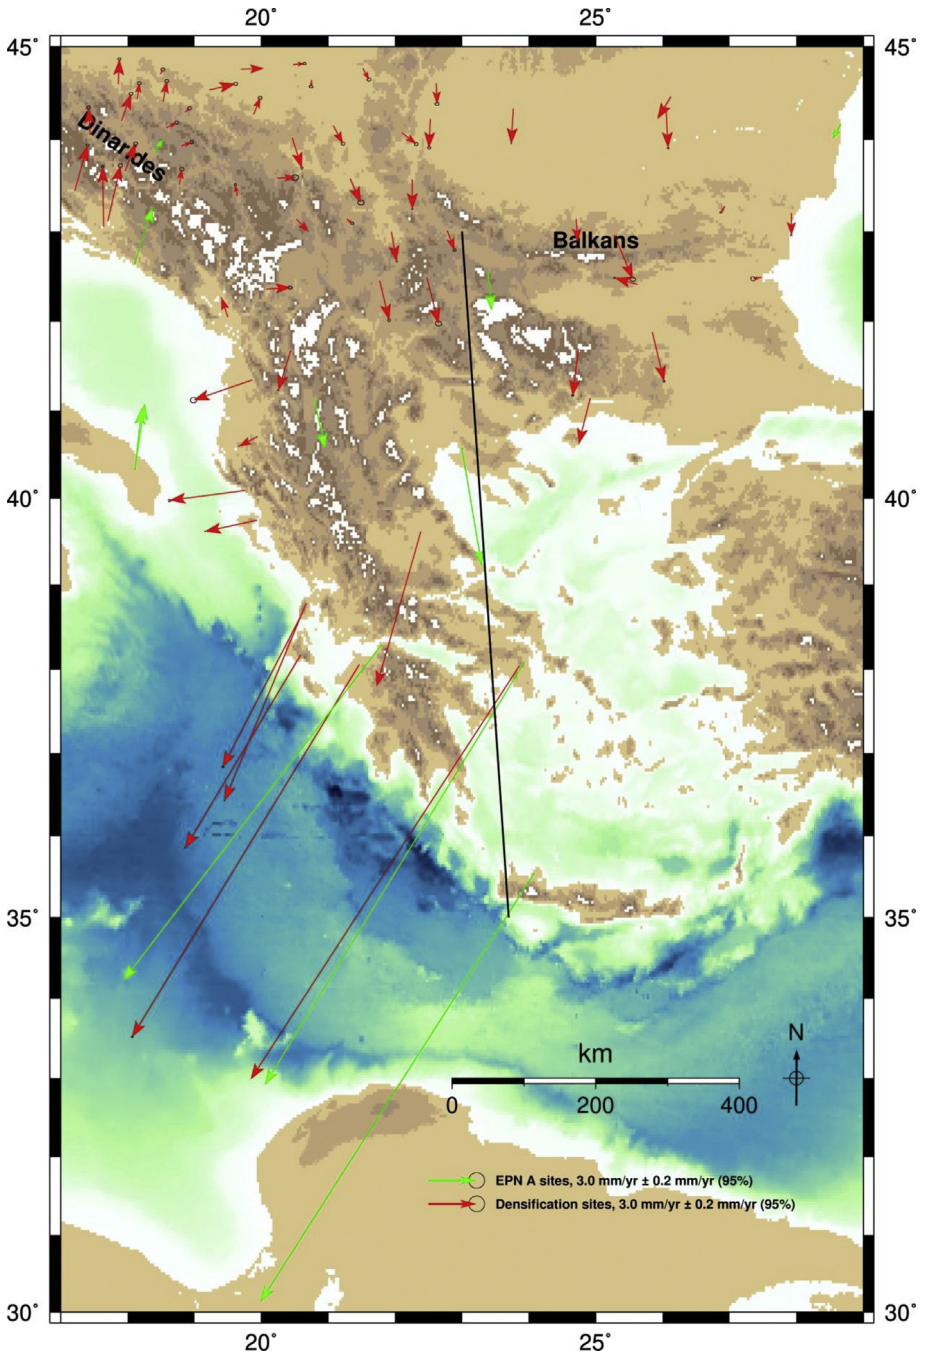 20° 25°
45° 45°
Dinarides
Balkans
40° 40°
35° 35°
N
km
0 200 400
EPN A sites, 3.0 mm/yr ± 0.2 mm/yr (95%)
Densification sites, 3.0 mm/yr ± 0.2 mm/yr (95%)
30° 30°
20° 25°